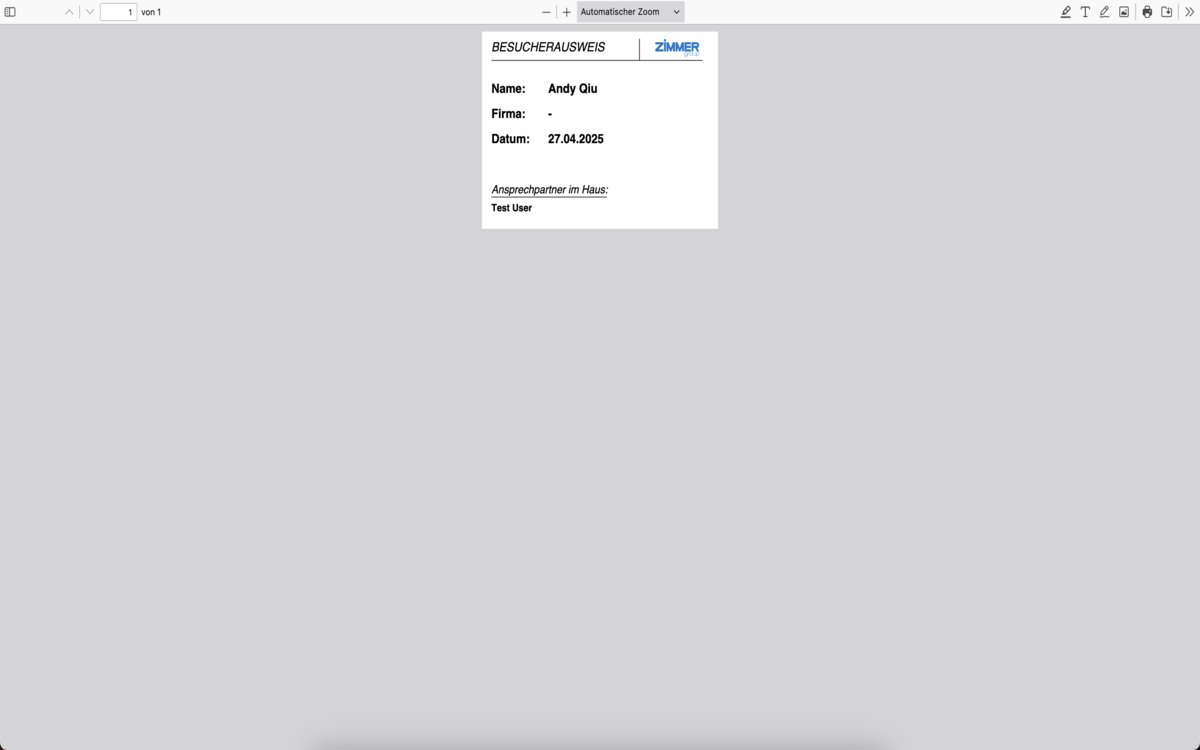 1 von 1
Automatischer Zoom
BESUCHERAUSWEIS
ZIMMER
Name: Andy Qiu
Firma: -
Datum: 27.04.2025
Ansprechpartner im Haus:
Test User